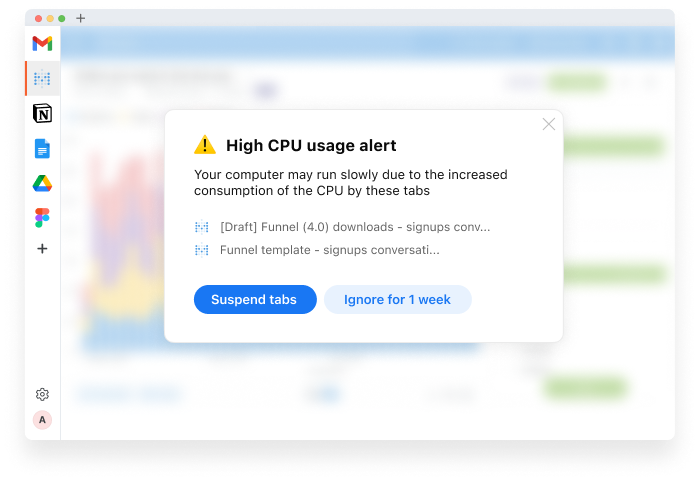 High CPU usage alert
Your computer may run slowly due to the increased
consumption of the CPU by these tabs
[Draft] Funnel (4.0) downloads - signups conv...
Funnel template - signups conversati...
Suspend tabs
Ignore for 1 week
N
A